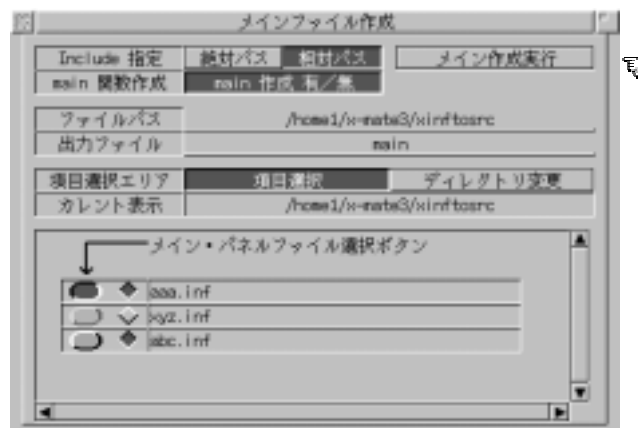 メインファイル作成
Include 指定 絶対パス 相対パス メイン作成実行
main 関数作成 main 作成 有／無
ファイルパス /home1/x-mate3/xinftosrc
出力ファイル main
項目選択エリア 項目選択 ディレクトリ変更
カレント表示 /home1/x-mate3/xinftosrc
メイン・パネルファイル選択ボタン
aaa.inf
xyz.inf
abc.inf